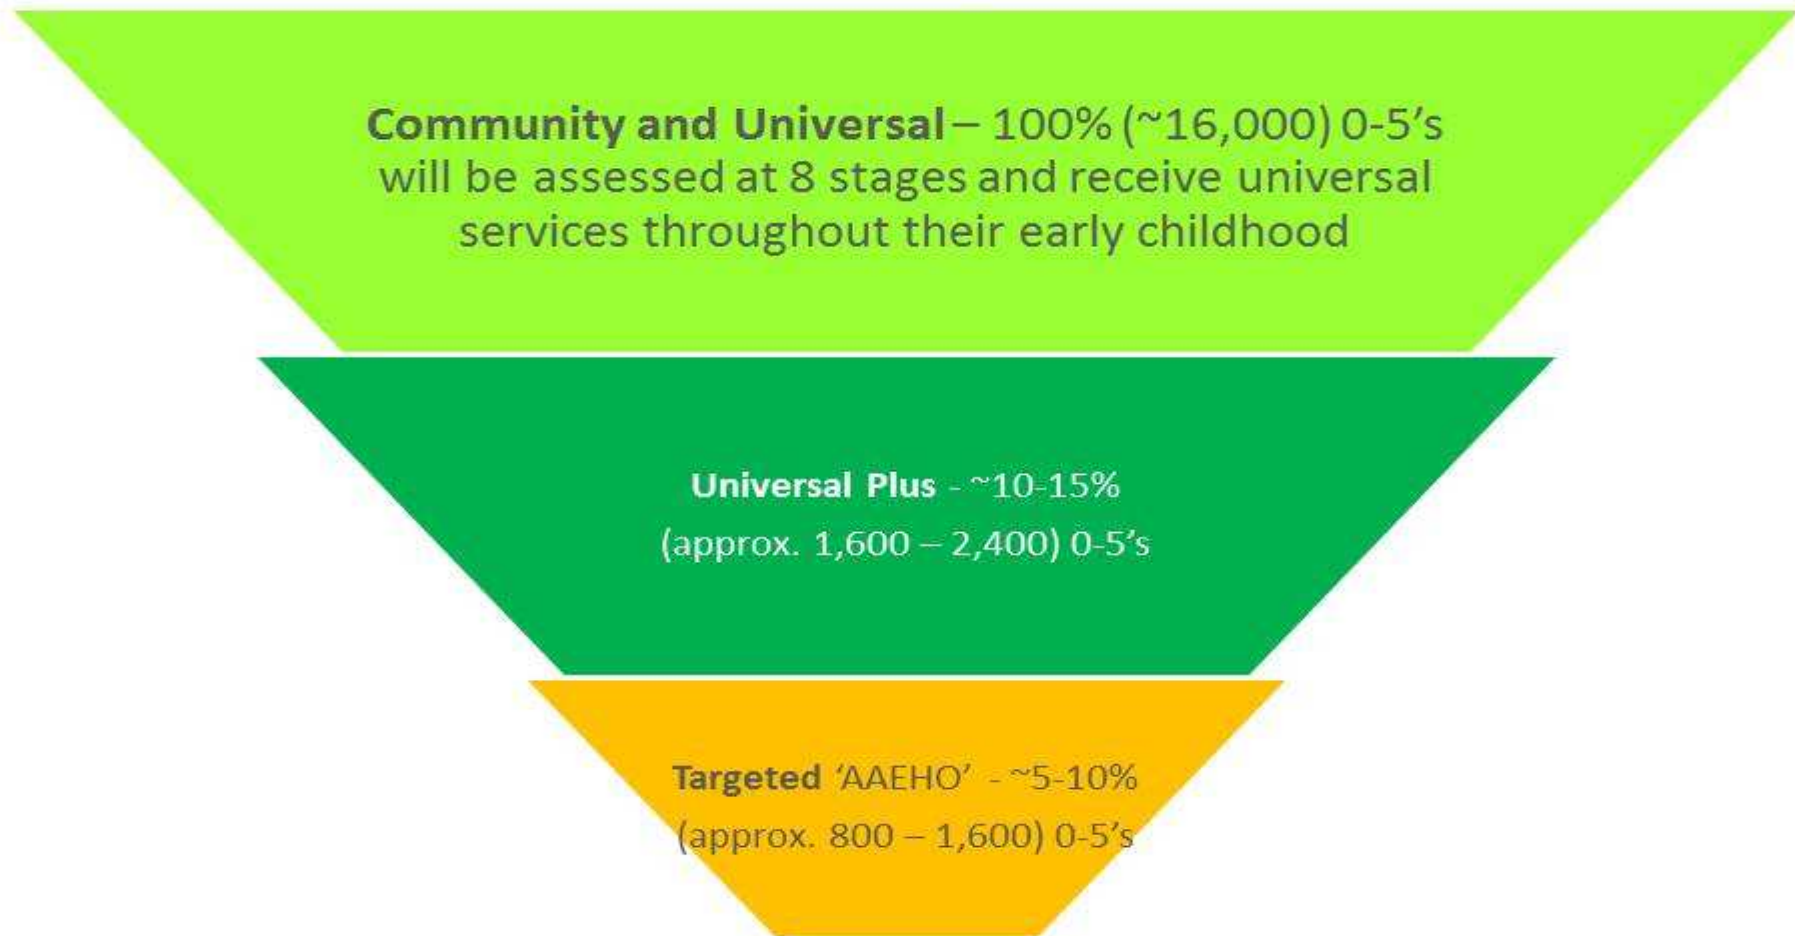 Community and Universal – 100% (~16,000) 0-5’s
will be assessed at 8 stages and receive universal
services throughout their early childhood
Universal Plus - ~10-15%
(approx. 1,600 – 2,400) 0-5’s
Targeted ‘AAEHO’ - ~5-10%
(approx. 800 – 1,600) 0-5’s